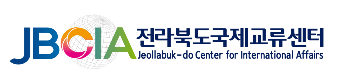 JBCIA 전라북도국제교류센터
Jeollabuk-do Center for International Affairs